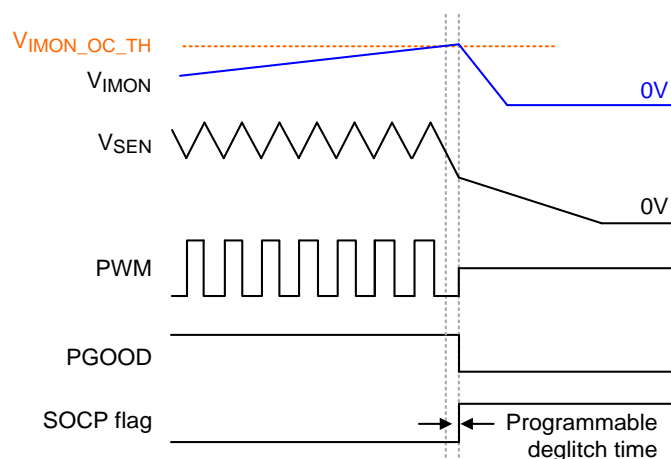 VIMON_OC_TH
VIMON
0V
VSEN
0V
PWM
PGOOD
SOCP flag
Programmable
deglitch time